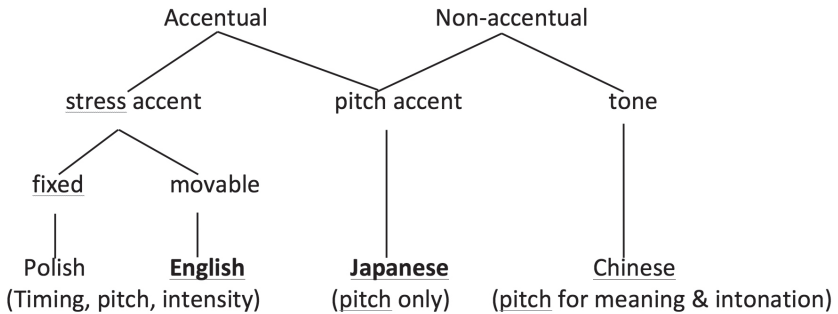 Accentual Non-accentual
stress accent pitch accent tone
fixed movable
Polish English Japanese Chinese
(Timing, pitch, intensity) (pitch only) (pitch for meaning & intonation)